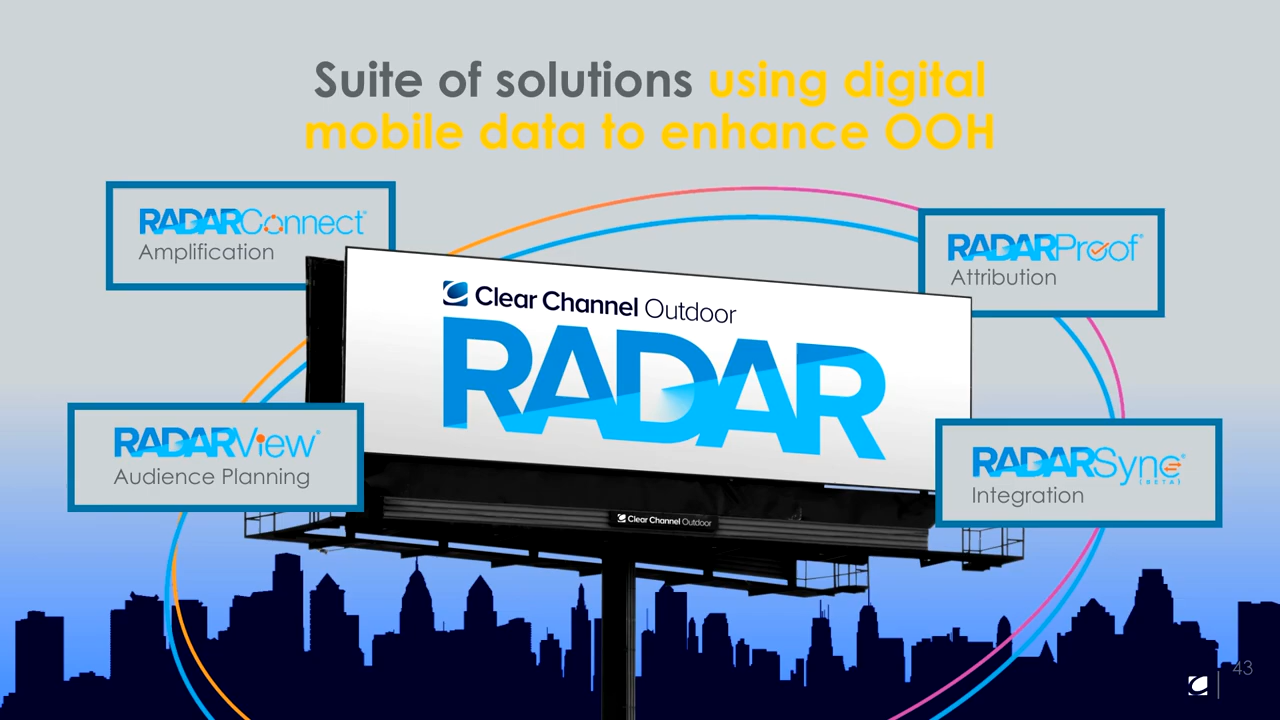 Suite of solutions using digital
mobile data to enhance OOH
RADARConnect®
Amplification
RADARProof®
Attribution
Clear Channel Outdoor
RADAR
RADARView®
Audience Planning
RADARSync®
(BETA)
Integration
Clear Channel Outdoor
43